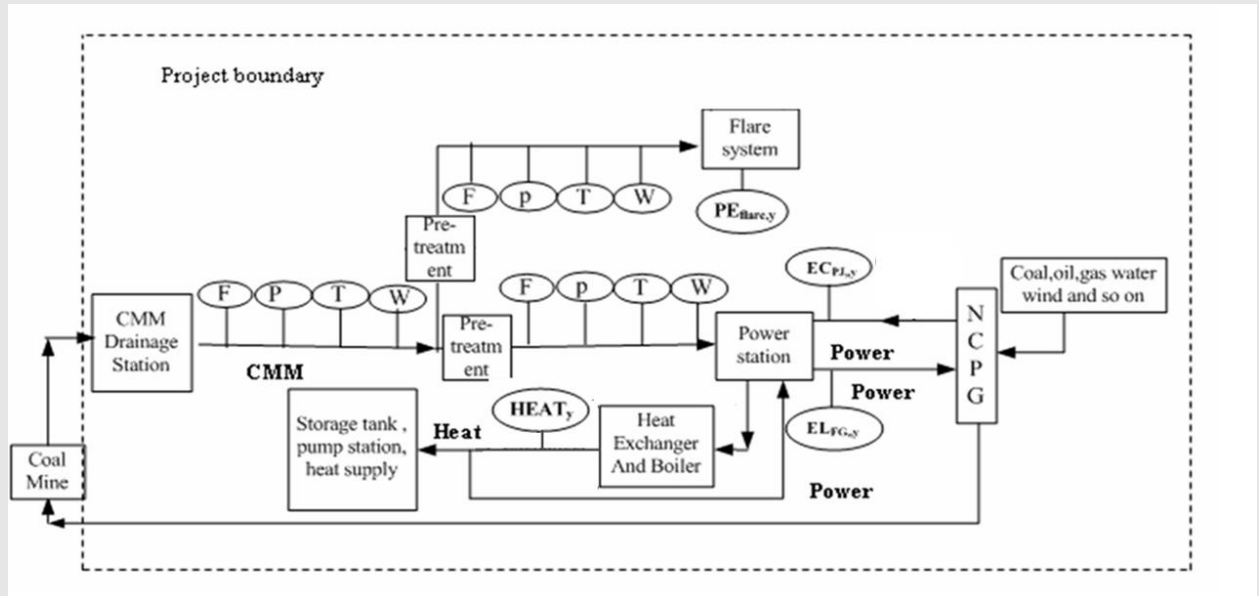 Project boundary
Flare
system
F
p
T
W
PEflare,y
Pre-
treatm
ent
ECPJ,,y
Coal,oil,gas water
wind and so on
F
P
T
W
F
p
T
W
CMM
Drainage
Station
CMM
Pre-
treatm
ent
Power
station
Power
Power
N
C
P
G
ELFG,,y
Storage tank ,
pump station,
heat supply
Heat
HEATy
Heat
Exchanger
And Boiler
Coal
Mine
Power